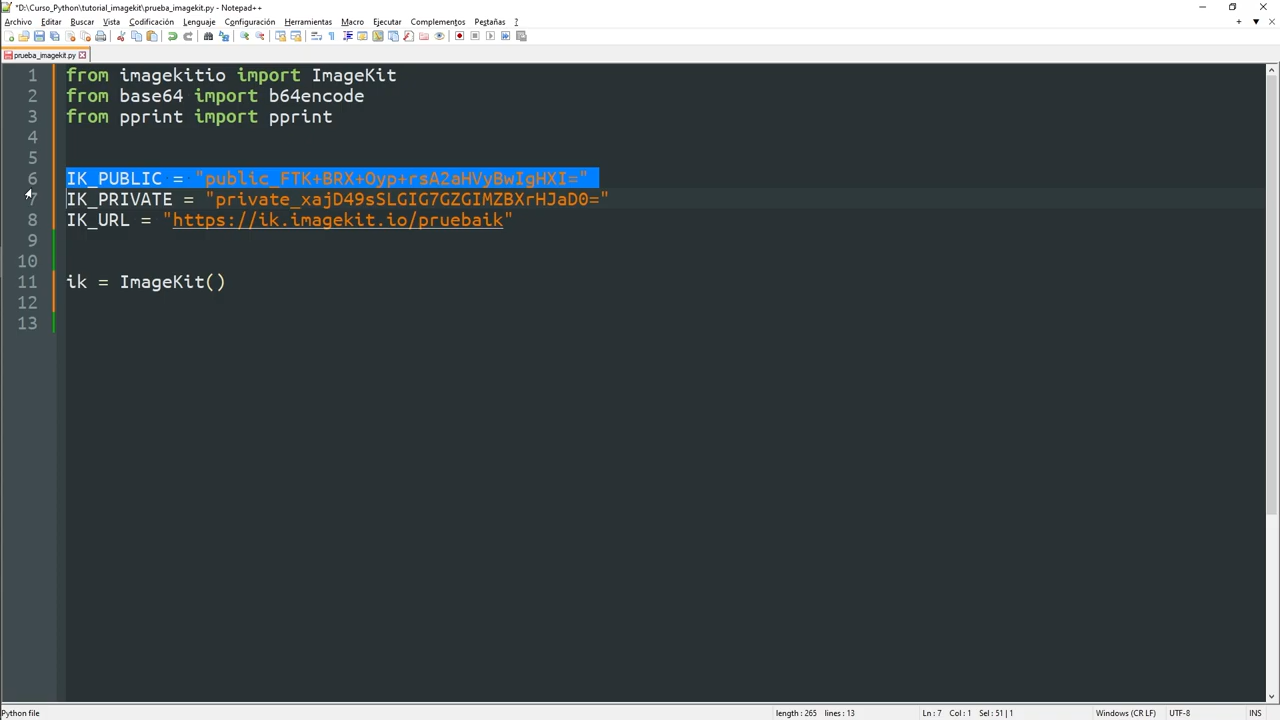 *D:\Curso_Python\tutorial_imagekit\prueba_imagekit.py - Notepad++
Archivo Editar Buscar Vista Codificación Lenguaje Configuración Herramientas Macro Ejecutar Complementos Pestañas ?
prueba_imagekit.py
1 from imagekitio import ImageKit
2 from base64 import b64encode
3 from pprint import pprint
4
5
6 IK_PUBLIC = "public_FTK+BRX+Oyp+rsA2aHVyBwIgHXI="
7 IK_PRIVATE = "private_xajD49sSLGIG7GZGIMZBXrHJaD0="
8 IK_URL = "https://ik.imagekit.io/pruebaik"
9
10
11 ik = ImageKit()
12
13
Python file length : 265 lines : 13 Ln : 7 Col : 1 Sel : 51 | 1 Windows (CR LF) UTF-8 INS